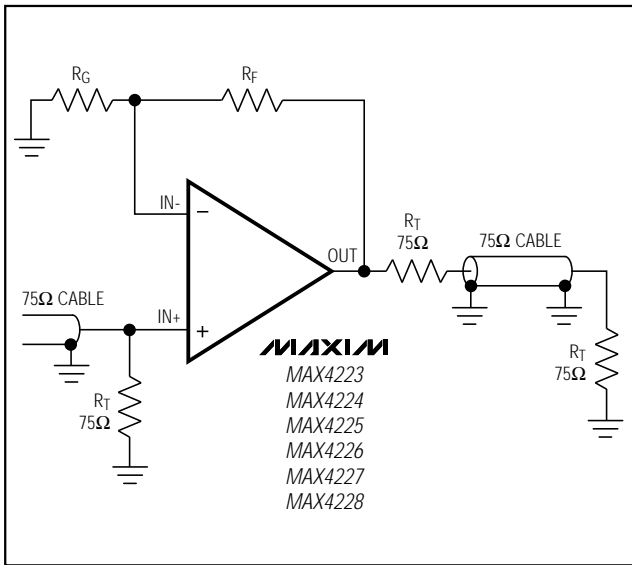 RG
RF
IN-
−
OUT
RT
75Ω
75Ω CABLE
75Ω CABLE
IN+
+
RT
75Ω
RT
75Ω
MAXIM
MAX4223
MAX4224
MAX4225
MAX4226
MAX4227
MAX4228